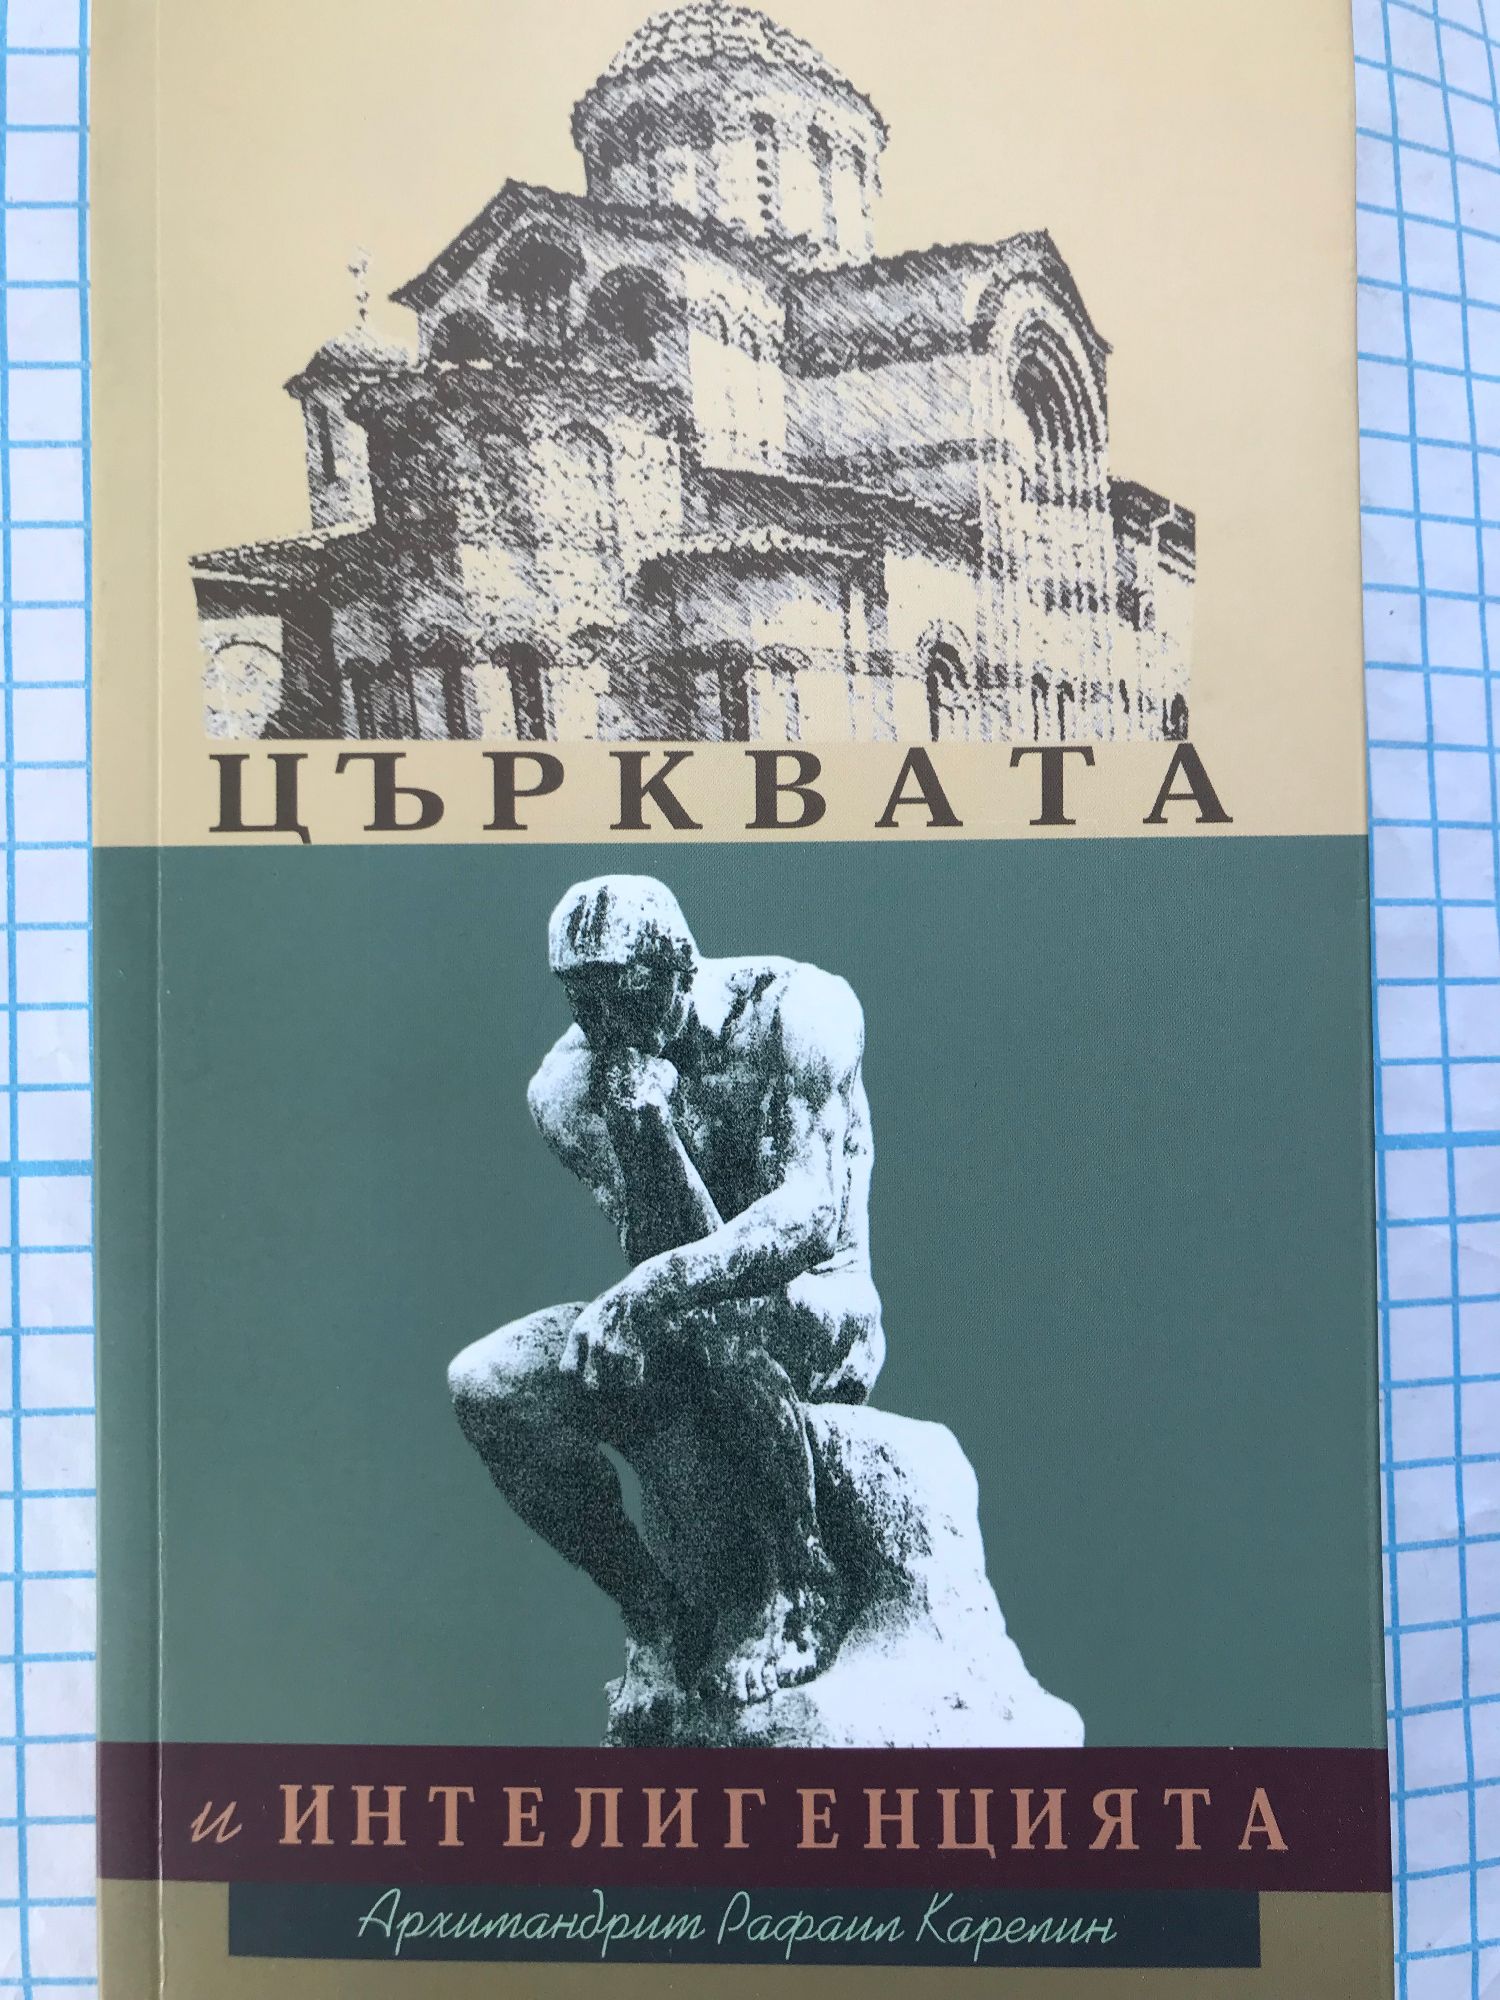 ЦЪРКВАТА
и ИНТЕЛИГЕНЦИЯТА
Архимандрит Рафаил Карелин